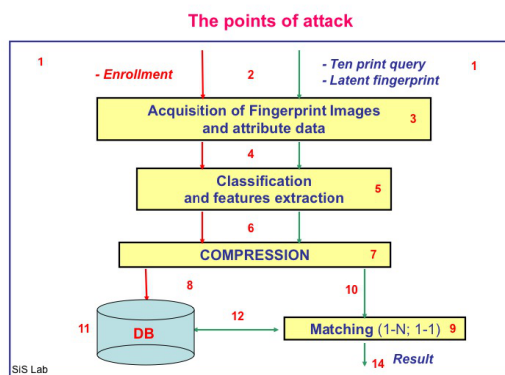 The points of attack
1
- Enrollment
2
- Ten print query
- Latent fingerprint
1
Acquisition of Fingerprint Images
and attribute data
3
4
Classification
and features extraction
5
6
COMPRESSION
7
8
10
12
11
DB
Matching (1-N; 1-1)
9
14
Result
SiS Lab